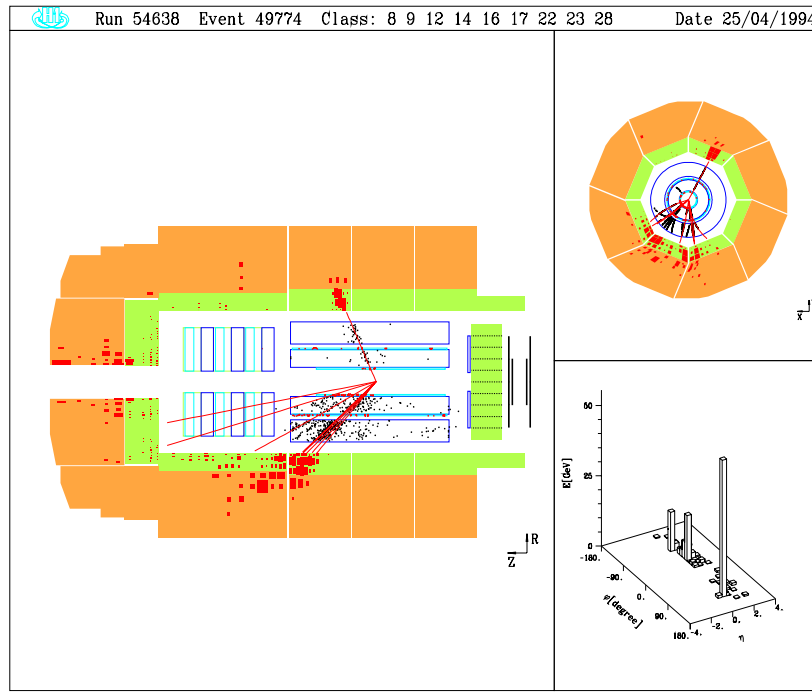 Run 54638 Event 49774 Class: 8 9 12 14 16 17 22 23 28 Date 25/04/1994
R
Z
X
E[GeV]
50
25
0
-180.
-90.
0.
90.
180.
φ[degree]
-4.
-2.
0.
2.
4.
η